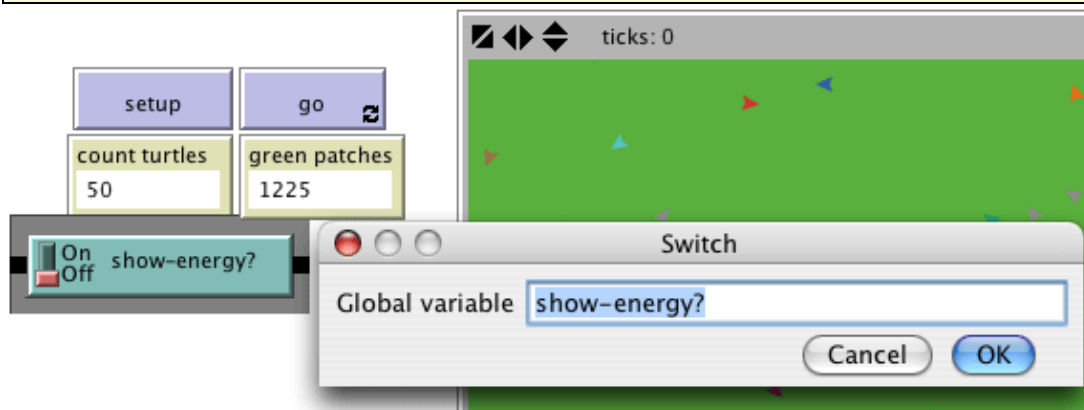 ticks: 0
setup
go
count turtles
50
green patches
1225
On
Off
show-energy?
Switch
Global variable
show-energy?
Cancel
OK